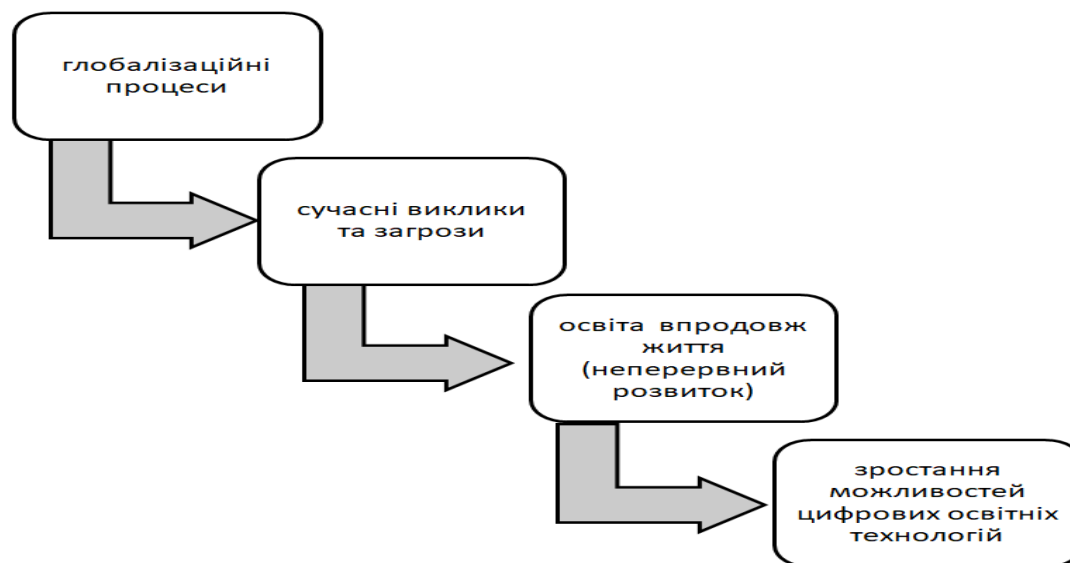 глобалізаційні
процеси
сучасні виклики
та загрози
освіта впродовж
життя
(неперервний
розвиток)
зростання
можливостей
цифрових освітніх
технологій